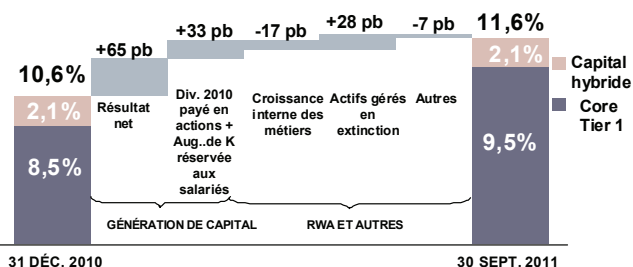 +65 pb
+33 pb
-17 pb
+28 pb
-7 pb
11,6%
10,6%
2,1%
8,5%
Résultat
net
Div. 2010
payé en
actions +
Aug..de K
réservée
aux
salariés
Croissance
interne des
métiers
Actifs gérés
en
extinction
Autres
2,1%
9,5%
Capital
hybride
Core
Tier 1
GÉNÉRATION DE CAPITAL
RWA ET AUTRES
31 DÉC. 2010
30 SEPT. 2011